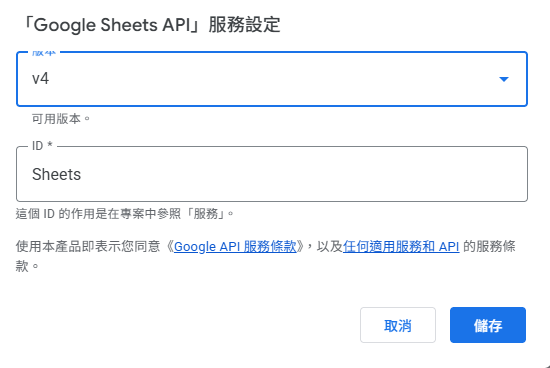 「Google Sheets API」服務設定
版本
v4
可用版本。
ID *
Sheets
這個 ID 的作用是在專案中參照「服務」。
使用本產品即表示您同意《Google API 服務條款》，以及任何適用服務和 API 的服務條
款。
取消
儲存